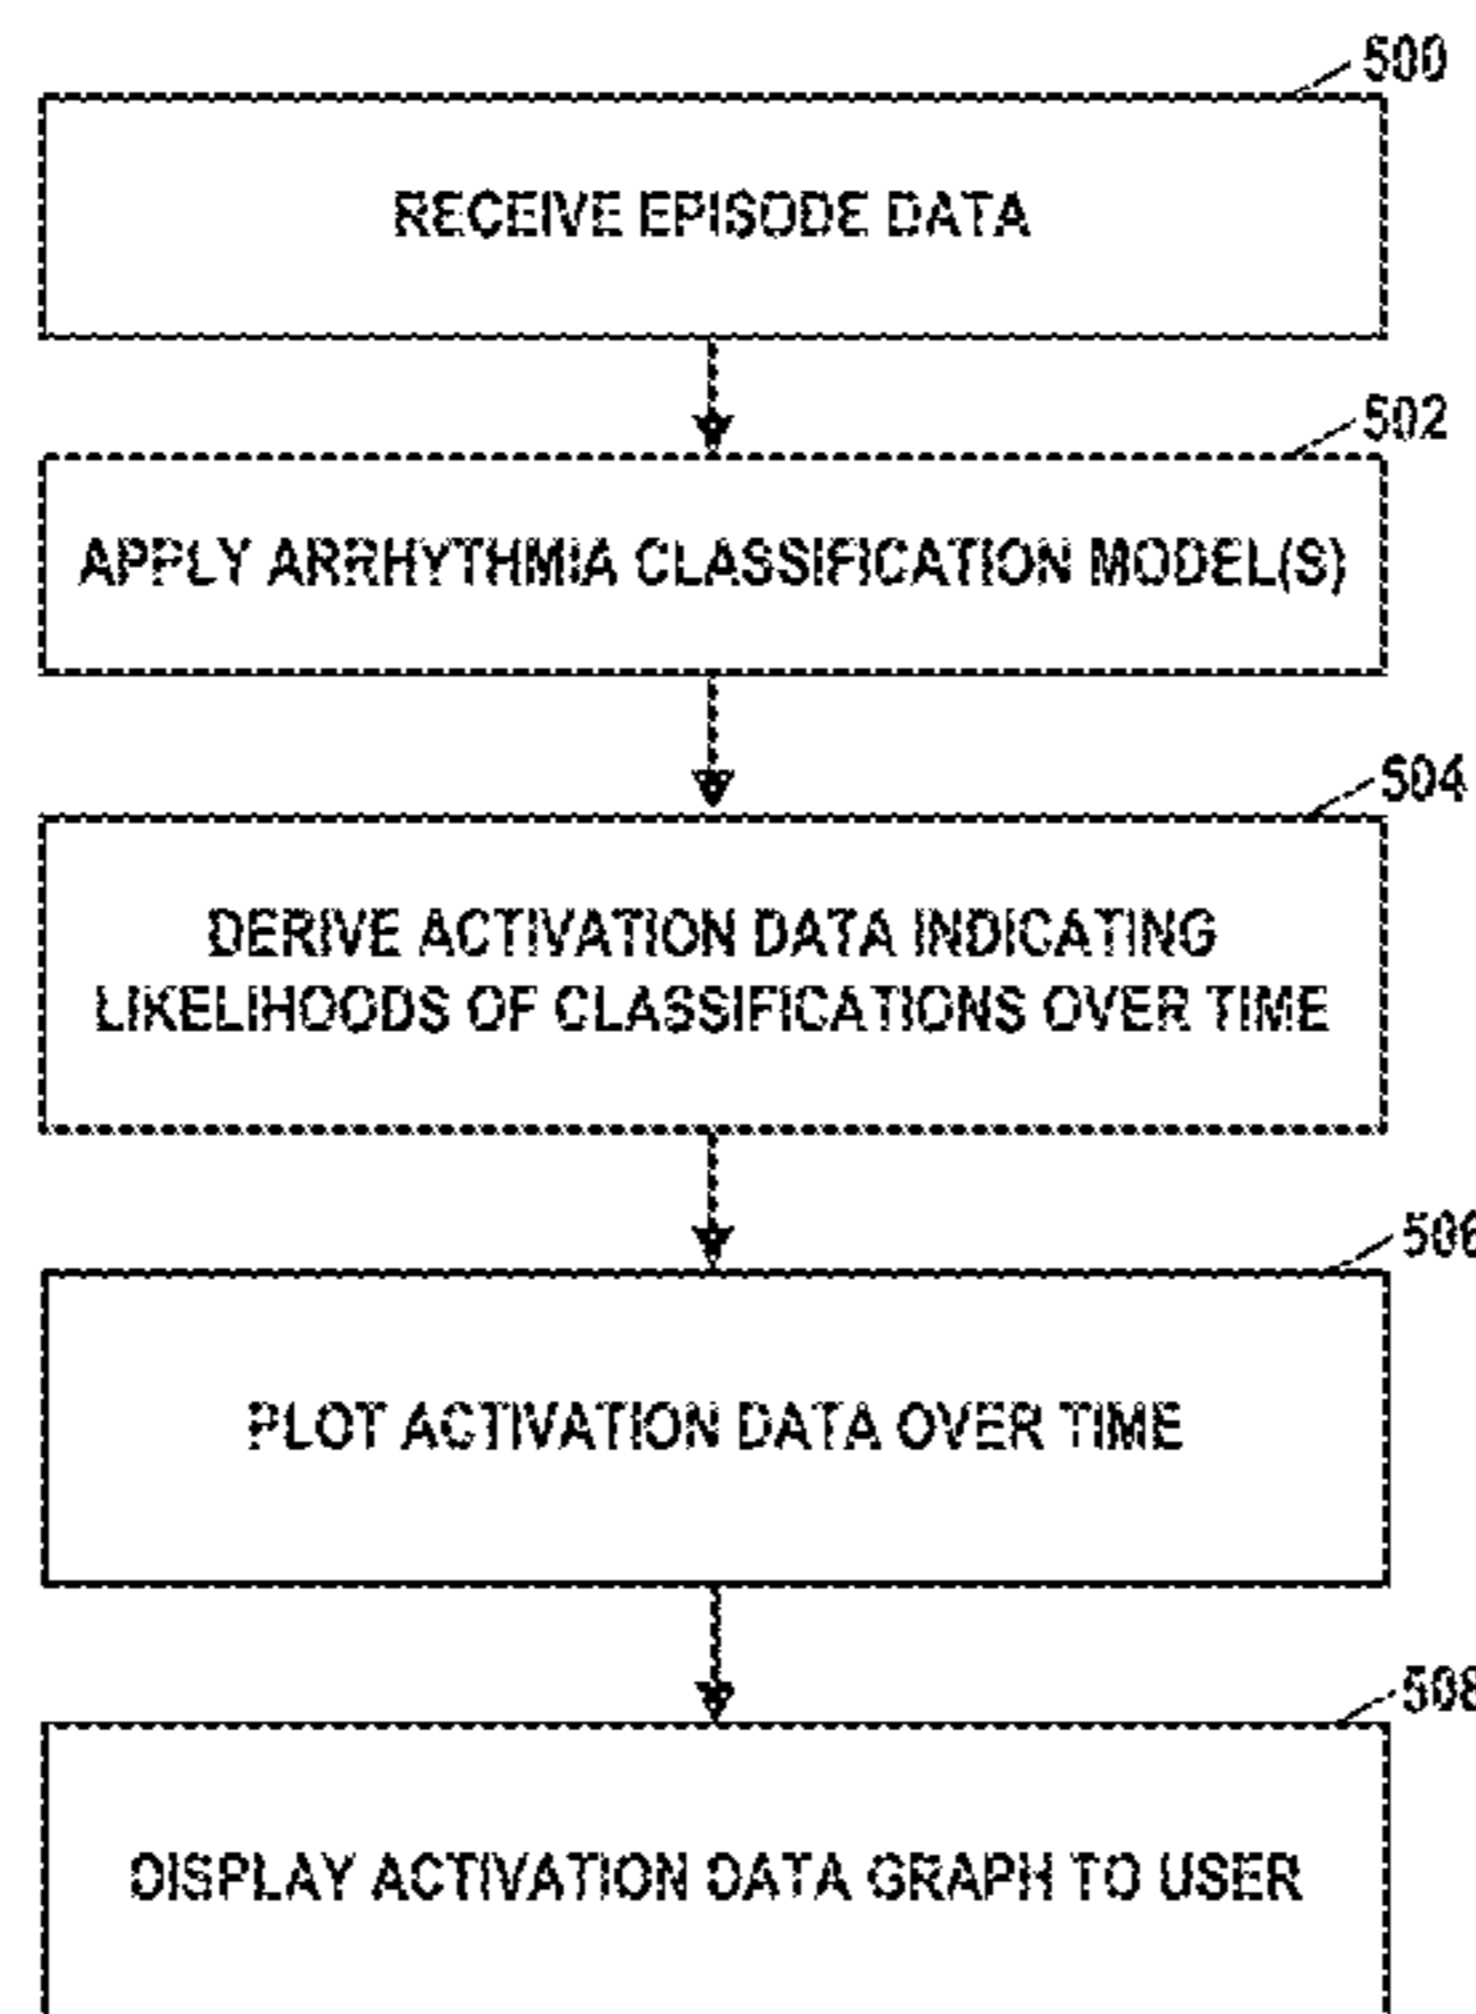 500
RECEIVE EPISODE DATA
502
APPLY ARRHYTHMIA CLASSIFICATION MODEL(S)
504
DERIVE ACTIVATION DATA INDICATING
LIKELIHOODS OF CLASSIFICATIONS OVER TIME
506
PLOT ACTIVATION DATA OVER TIME
508
DISPLAY ACTIVATION DATA GRAPH TO USER